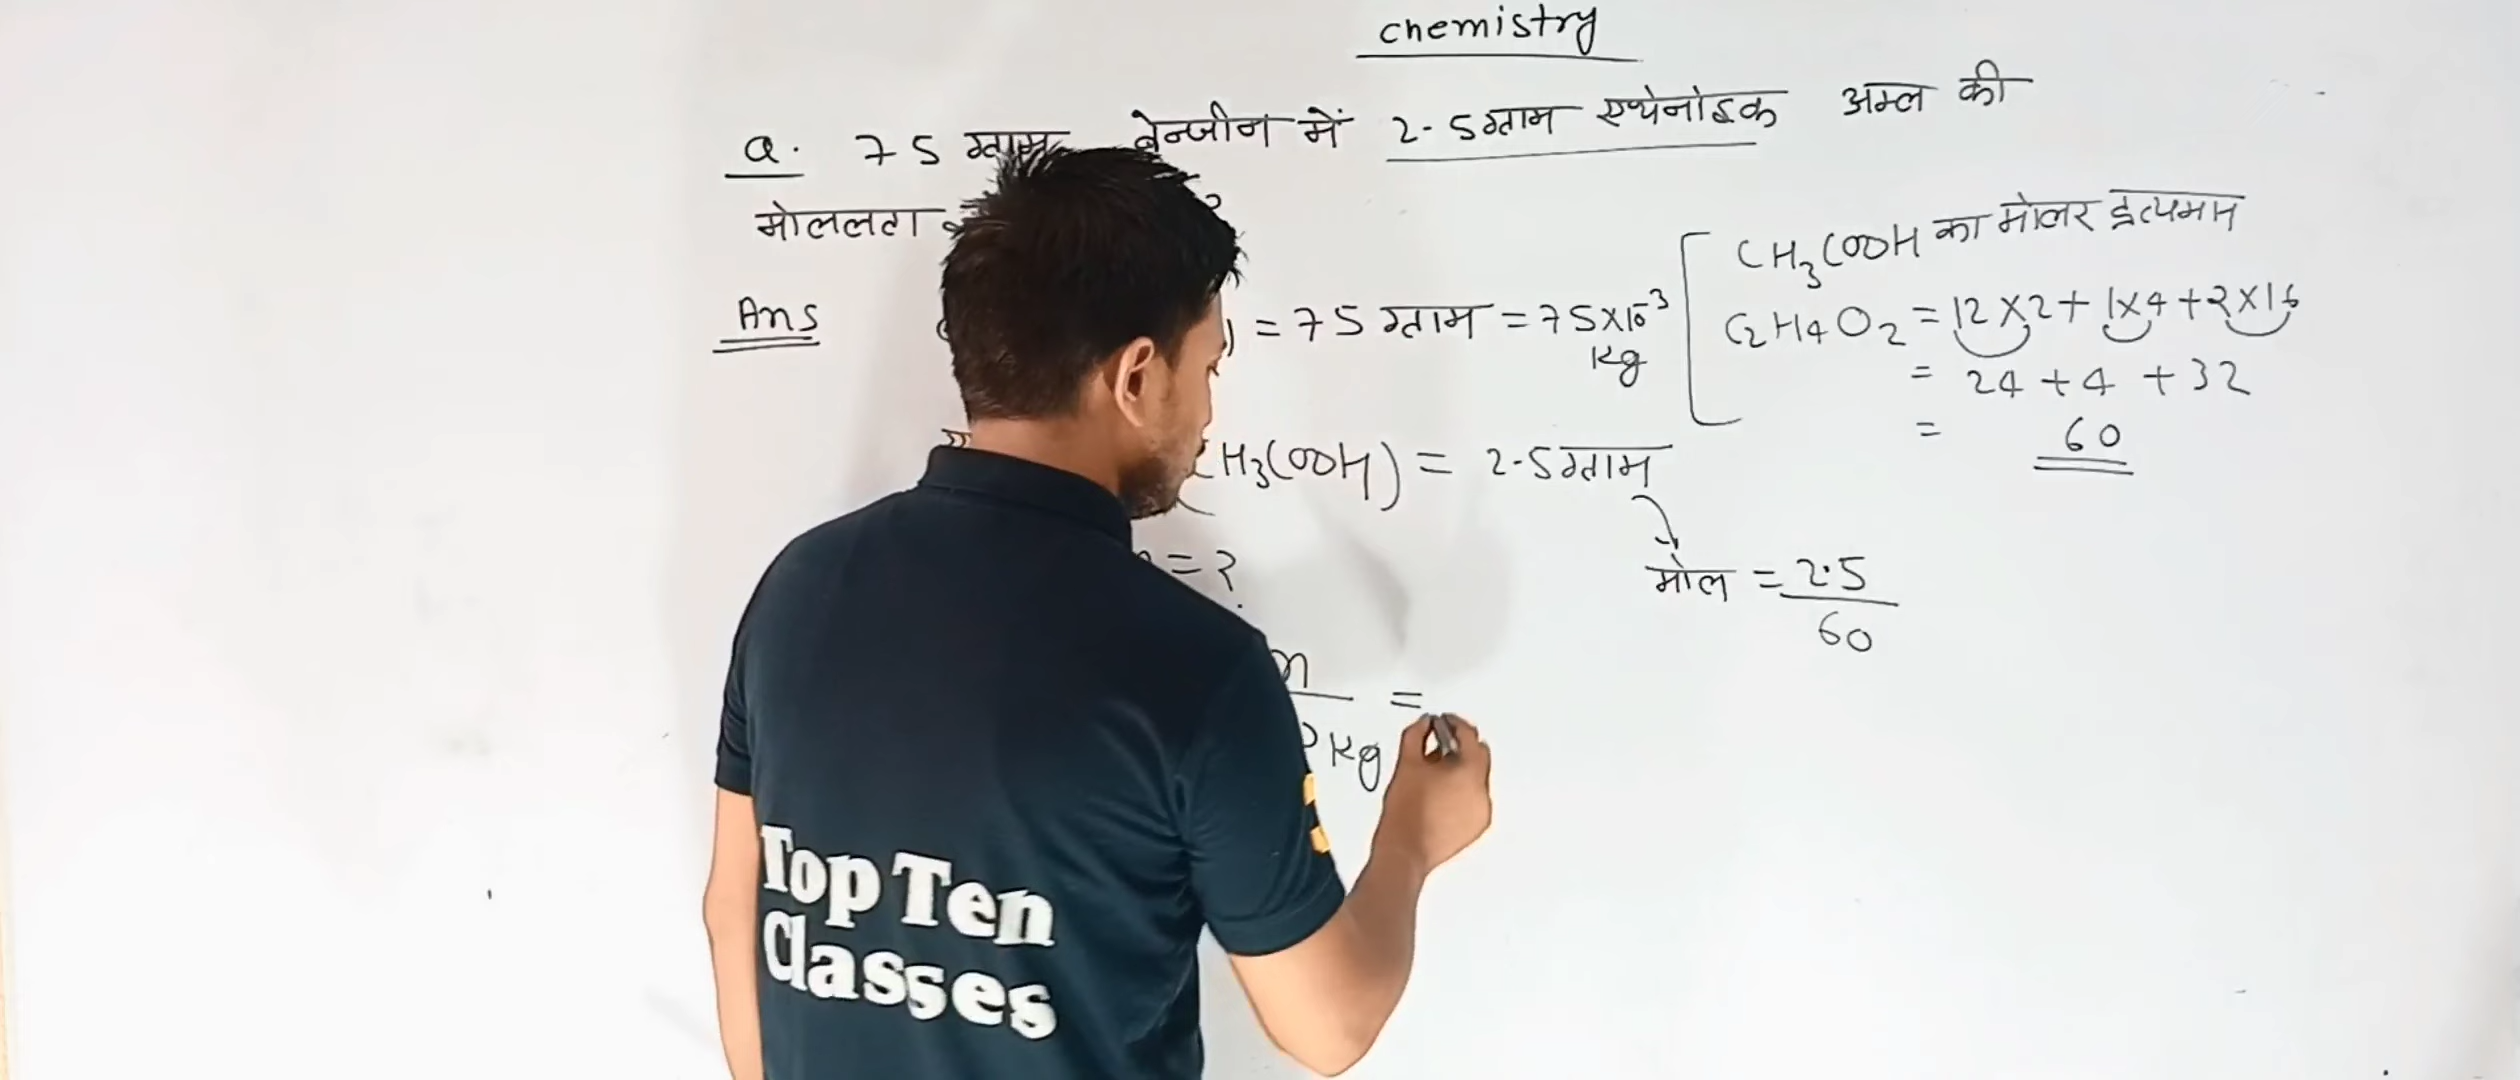 chemistry
Q. 75 ग्राम बेन्जीन में 2.5 ग्राम एथेनोइक अम्ल की
मोललता ?
Ans = 75 ग्राम = 75×10⁻³ kg
CH₃COOH का मोलर द्रव्यमान
C₂H₄O₂ = 12×2 + 1×4 + 2×16
= 24 + 4 + 32
= 60
CH₃COOH) = 2.5 ग्राम
= ?
मोल = 2.5/60
n =
kg
Top Ten
Classes